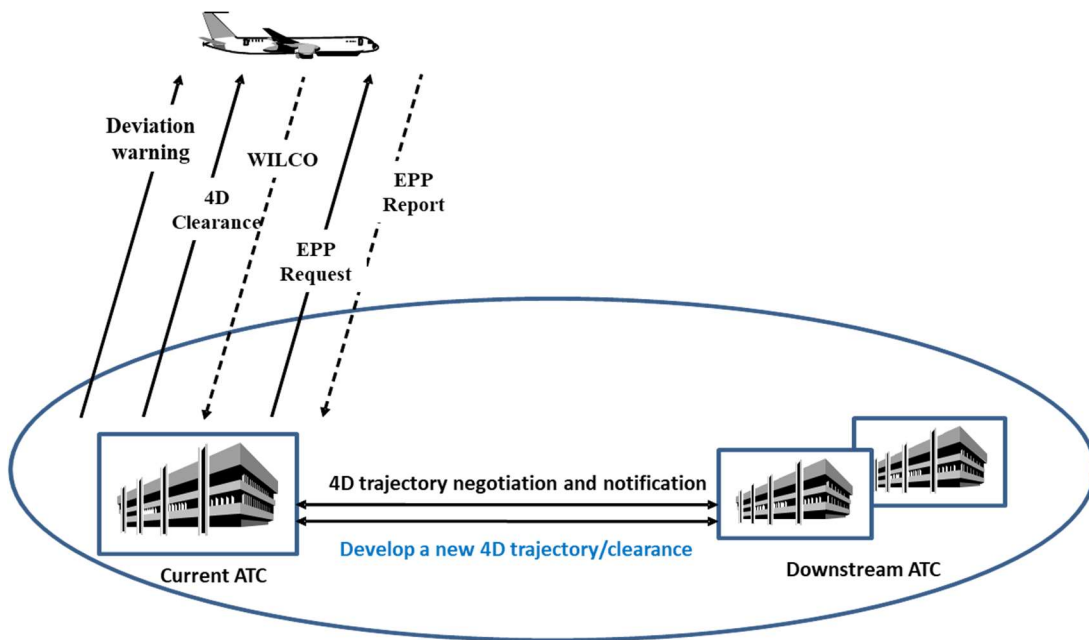 Deviation
warning
WILCO
4D
Clearance
EPP
Report
EPP
Request
4D trajectory negotiation and notification
Develop a new 4D trajectory/clearance
Current ATC
Downstream ATC